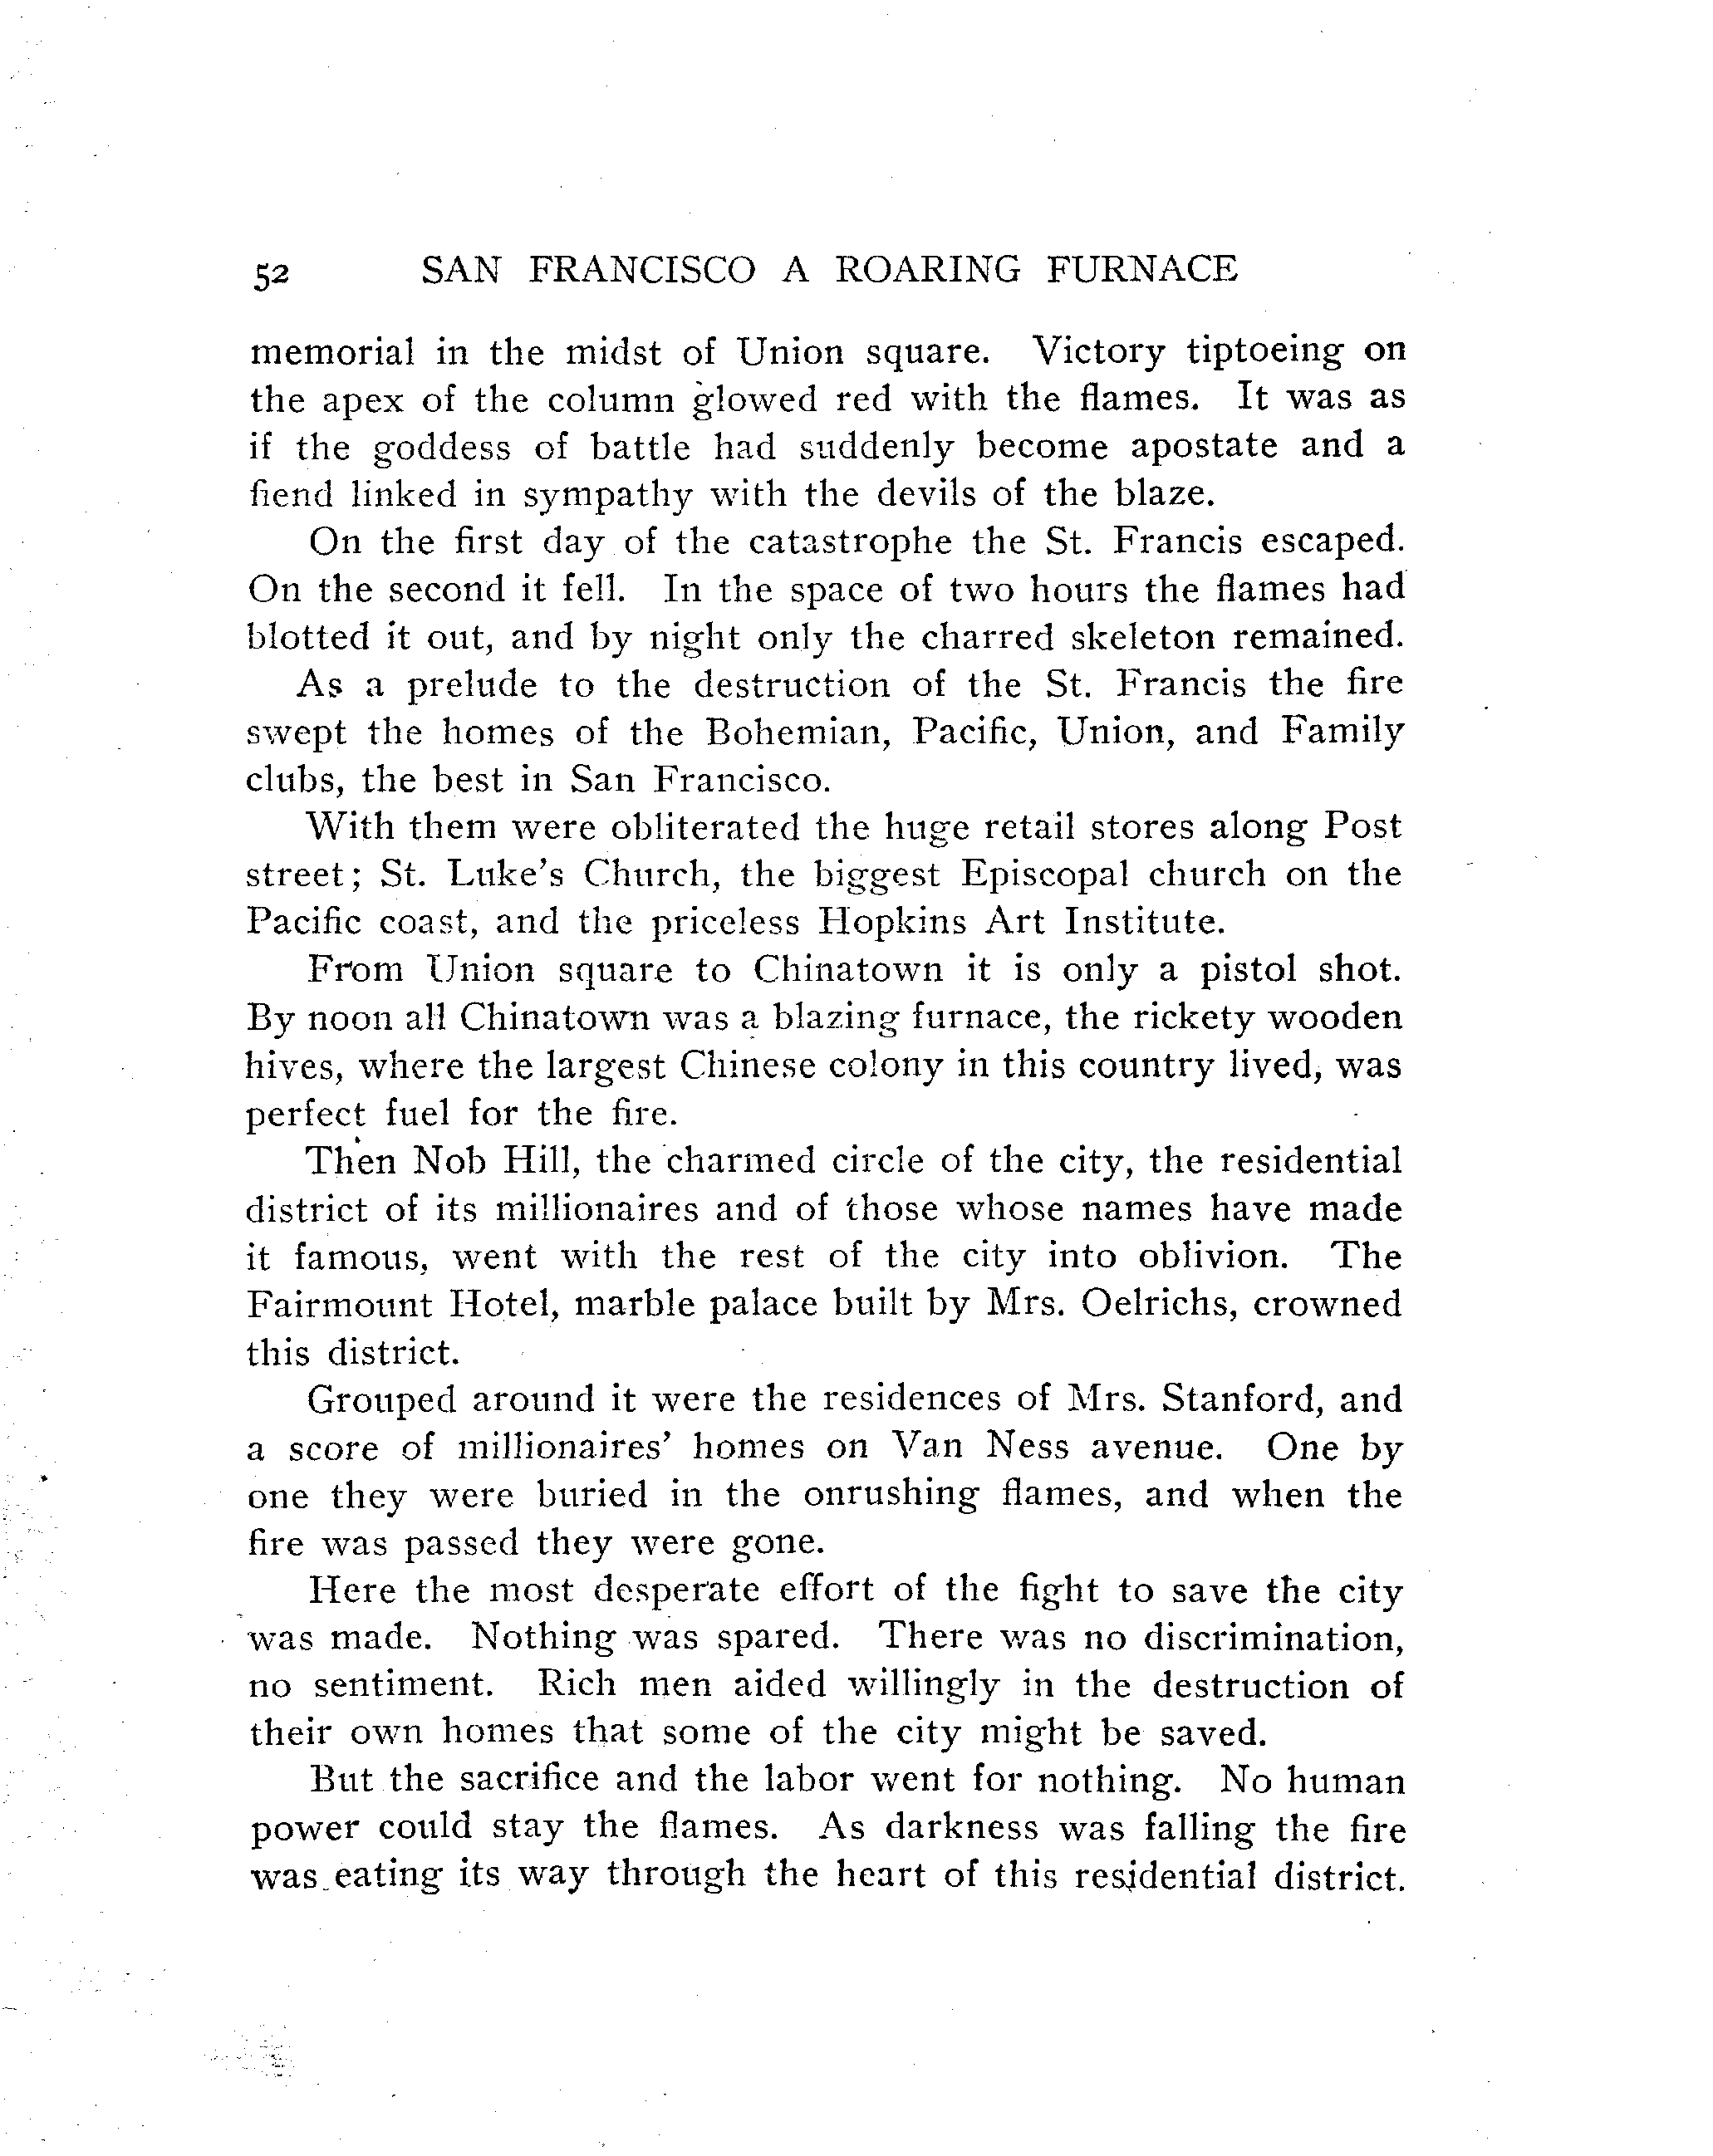 52 SAN FRANCISCO A ROARING FURNACE
memorial in the midst of Union square. Victory tiptoeing on
the apex of the column glowed red with the flames. It was as
if the goddess of battle had suddenly become apostate and a
fiend linked in sympathy with the devils of the blaze.
On the first day of the catastrophe the St. Francis escaped.
On the second it fell. In the space of two hours the flames had
blotted it out, and by night only the charred skeleton remained.
As a prelude to the destruction of the St. Francis the fire
swept the homes of the Bohemian, Pacific, Union, and Family
clubs, the best in San Francisco.
With them were obliterated the huge retail stores along Post
street; St. Luke's Church, the biggest Episcopal church on the
Pacific coast, and the priceless Hopkins Art Institute.
From Union square to Chinatown it is only a pistol shot.
By noon all Chinatown was a blazing furnace, the rickety wooden
hives, where the largest Chinese colony in this country lived, was
perfect fuel for the fire.
Then Nob Hill, the charmed circle of the city, the residential
district of its millionaires and of those whose names have made
it famous, went with the rest of the city into oblivion. The
Fairmount Hotel, marble palace built by Mrs. Oelrichs, crowned
this district.
Grouped around it were the residences of Mrs. Stanford, and
a score of millionaires' homes on Van Ness avenue. One by
one they were buried in the onrushing flames, and when the
fire was passed they were gone.
Here the most desperate effort of the fight to save the city
was made. Nothing was spared. There was no discrimination,
no sentiment. Rich men aided willingly in the destruction of
their own homes that some of the city might be saved.
But the sacrifice and the labor went for nothing. No human
power could stay the flames. As darkness was falling the fire
was eating its way through the heart of this residential district.